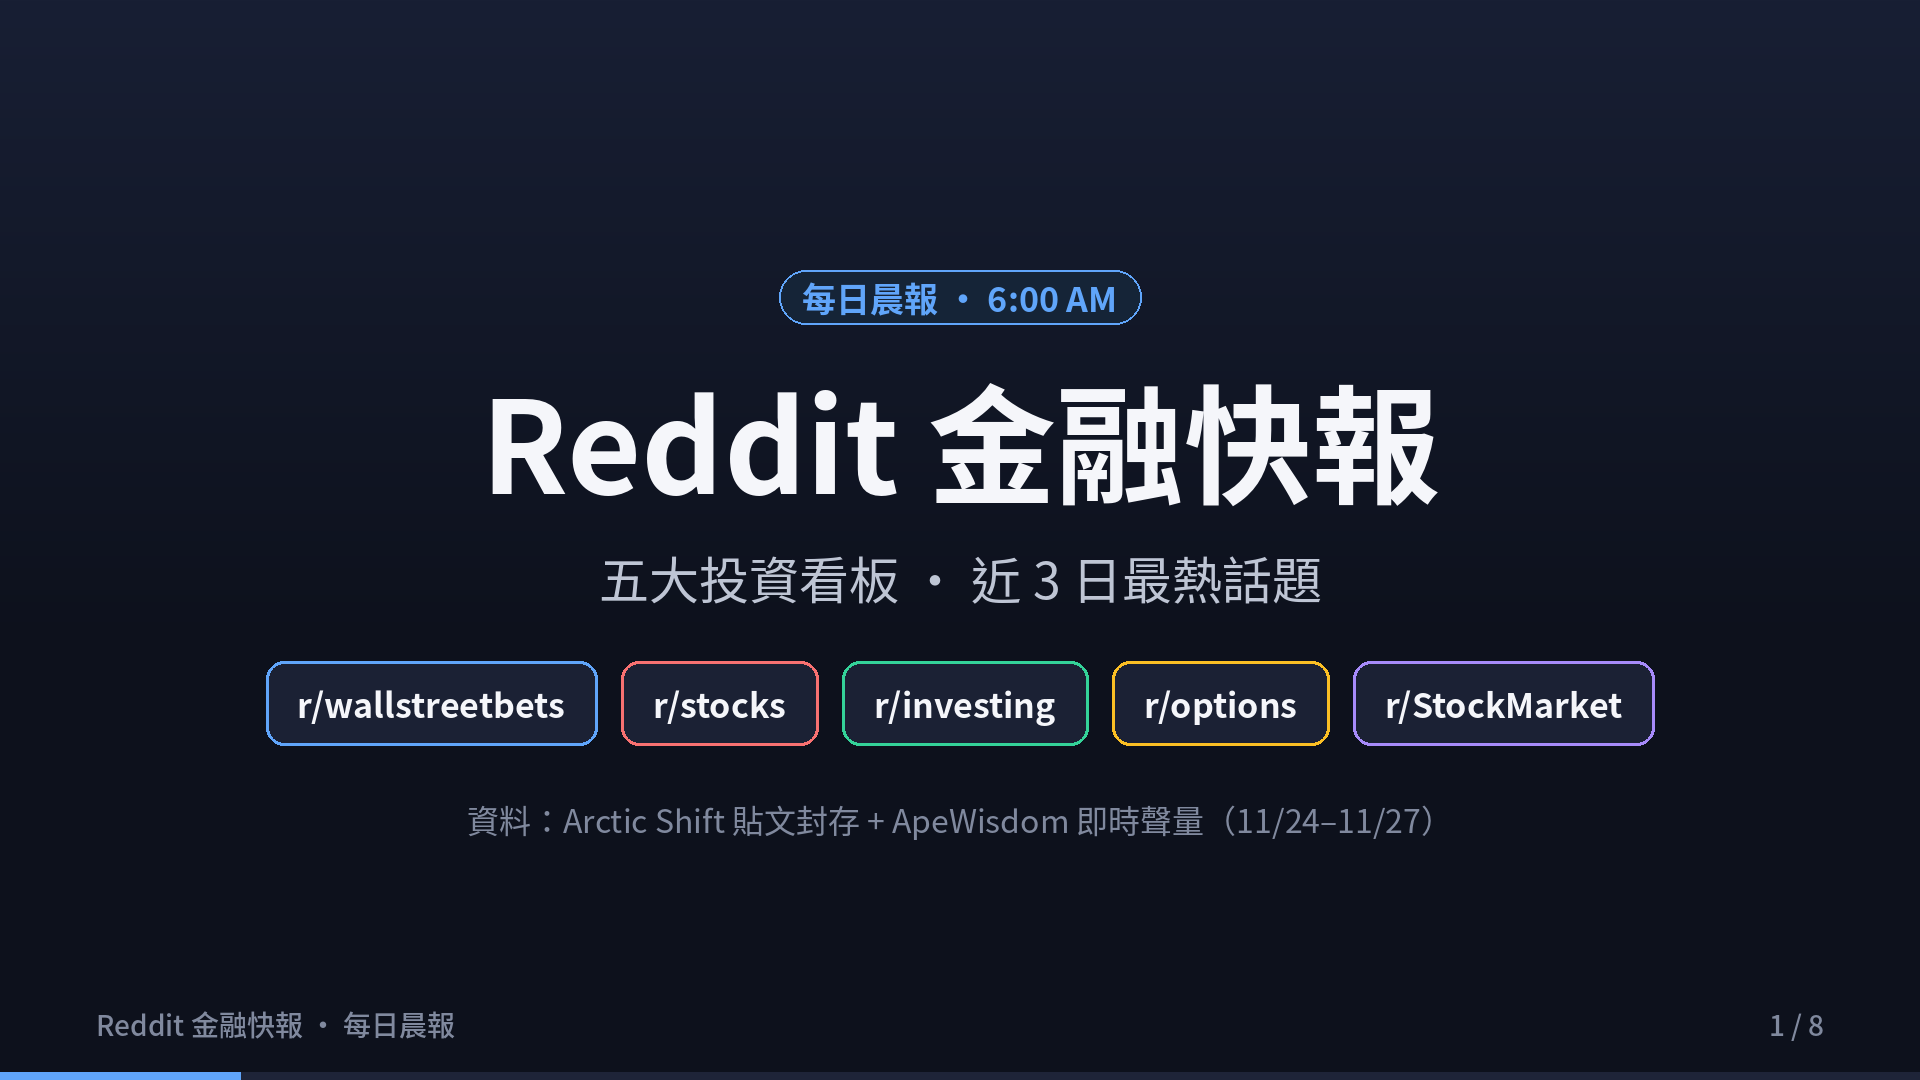 每日晨報 · 6:00 AM
Reddit 金融快報
五大投資看板 · 近 3 日最熱話題
r/wallstreetbets r/stocks r/investing r/options r/StockMarket
資料：Arctic Shift 貼文封存 + ApeWisdom 即時聲量（11/24–11/27）
Reddit 金融快報 · 每日晨報
1 / 8